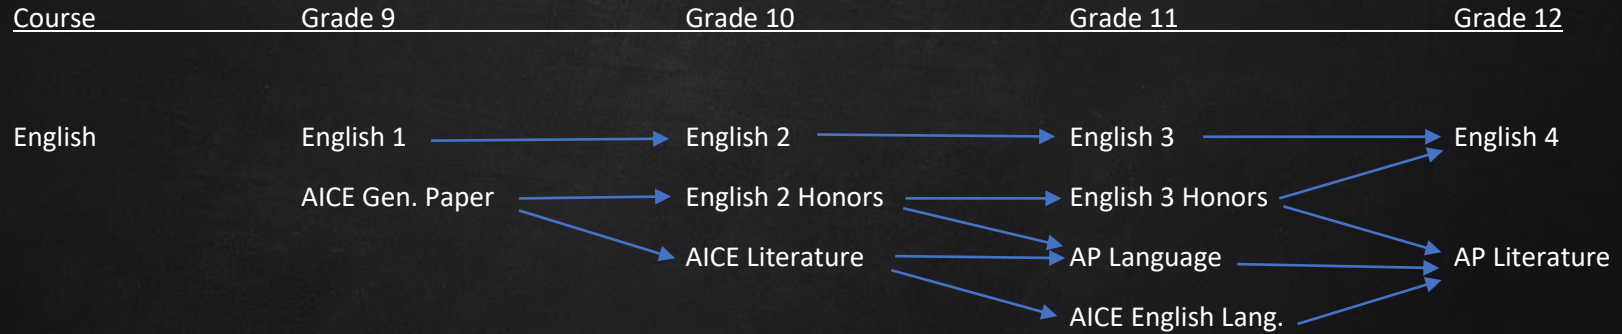 Course Grade 9 Grade 10 Grade 11 Grade 12
English English 1 English 2 English 3 English 4
AICE Gen. Paper English 2 Honors English 3 Honors
AICE Literature AP Language AP Literature
AICE English Lang.